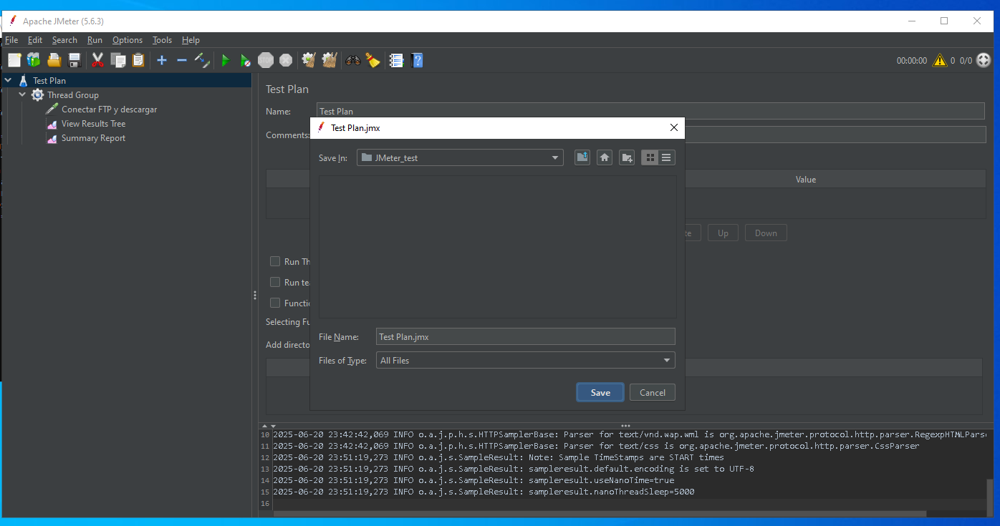 Apache JMeter (5.6.3)
File Edit Search Run Options Tools Help
STOP
00:00:00 0 0/0
Test Plan
Thread Group
Conectar FTP y descargar
View Results Tree
Summary Report
Test Plan
Name: Test Plan
Comments:
Test Plan.jmx
Save In: JMeter_test
Value
Up Down
Run Th
Run te
Functi
Selecting Fu
Add directo
File Name: Test Plan.jmx
Files of Type: All Files
Save Cancel
10 2025-06-20 23:42:42,069 INFO o.a.j.p.h.s.HTTPSamplerBase: Parser for text/vnd.wap.wml is org.apache.jmeter.protocol.http.parser.RegexpHTMLParse
11 2025-06-20 23:42:42,069 INFO o.a.j.p.h.s.HTTPSamplerBase: Parser for text/css is org.apache.jmeter.protocol.http.parser.CssParser
12 2025-06-20 23:51:19,273 INFO o.a.j.s.SampleResult: Note: Sample TimeStamps are START times
13 2025-06-20 23:51:19,273 INFO o.a.j.s.SampleResult: sampleresult.default.encoding is set to UTF-8
14 2025-06-20 23:51:19,273 INFO o.a.j.s.SampleResult: sampleresult.useNanoTime=true
15 2025-06-20 23:51:19,273 INFO o.a.j.s.SampleResult: sampleresult.nanoThreadSleep=5000
16